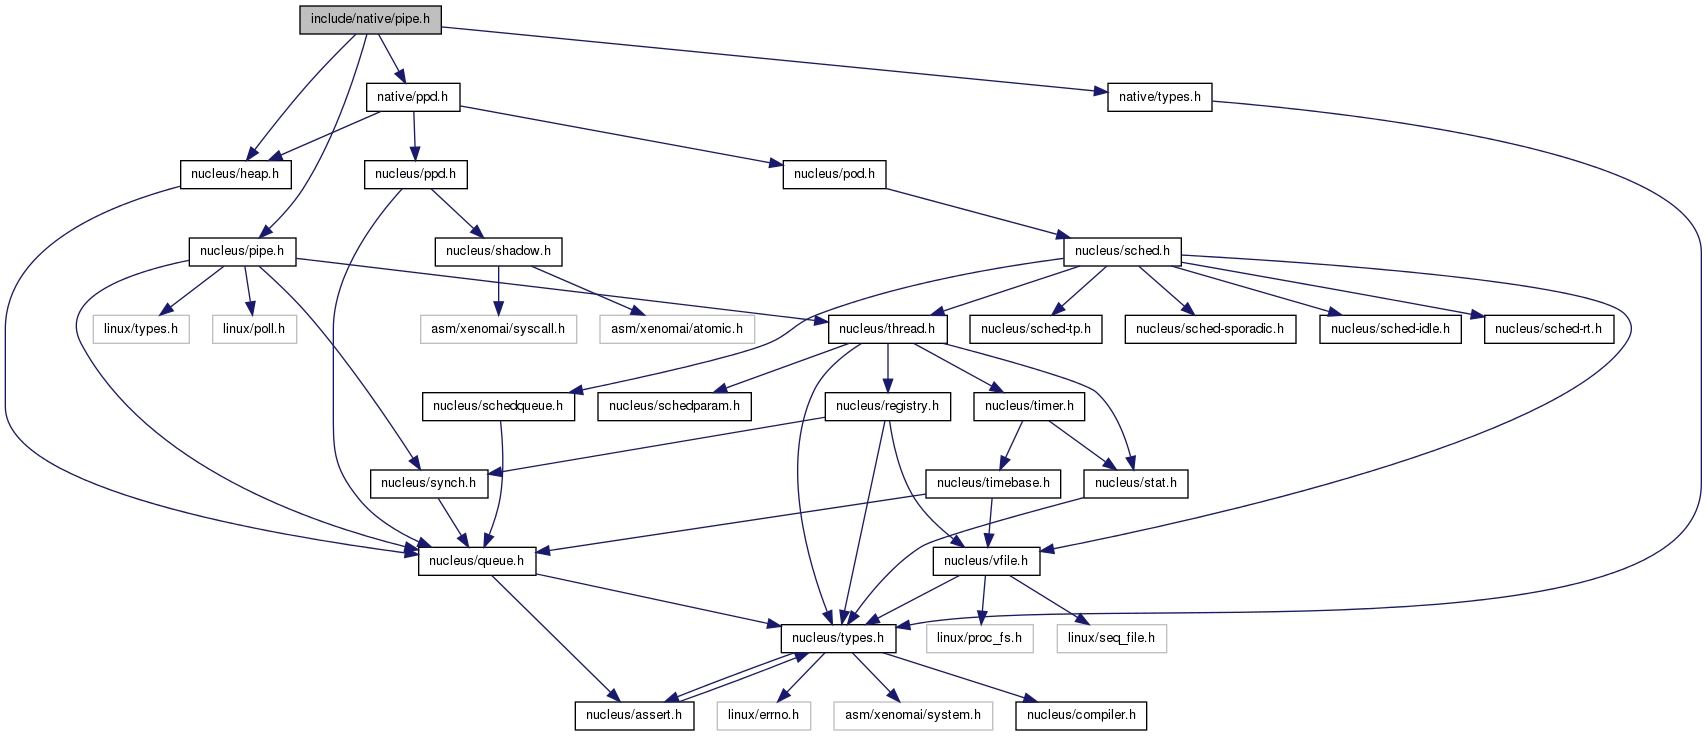 include/native/pipe.h
native/ppd.h
native/types.h
nucleus/heap.h
nucleus/ppd.h
nucleus/pod.h
nucleus/pipe.h
nucleus/shadow.h
nucleus/sched.h
linux/types.h
linux/poll.h
asm/xenomai/syscall.h
asm/xenomai/atomic.h
nucleus/thread.h
nucleus/sched-tp.h
nucleus/sched-sporadic.h
nucleus/sched-idle.h
nucleus/sched-rt.h
nucleus/schedqueue.h
nucleus/schedparam.h
nucleus/registry.h
nucleus/timer.h
nucleus/synch.h
nucleus/timebase.h
nucleus/stat.h
nucleus/queue.h
nucleus/vfile.h
nucleus/types.h
linux/proc_fs.h
linux/seq_file.h
nucleus/assert.h
linux/errno.h
asm/xenomai/system.h
nucleus/compiler.h